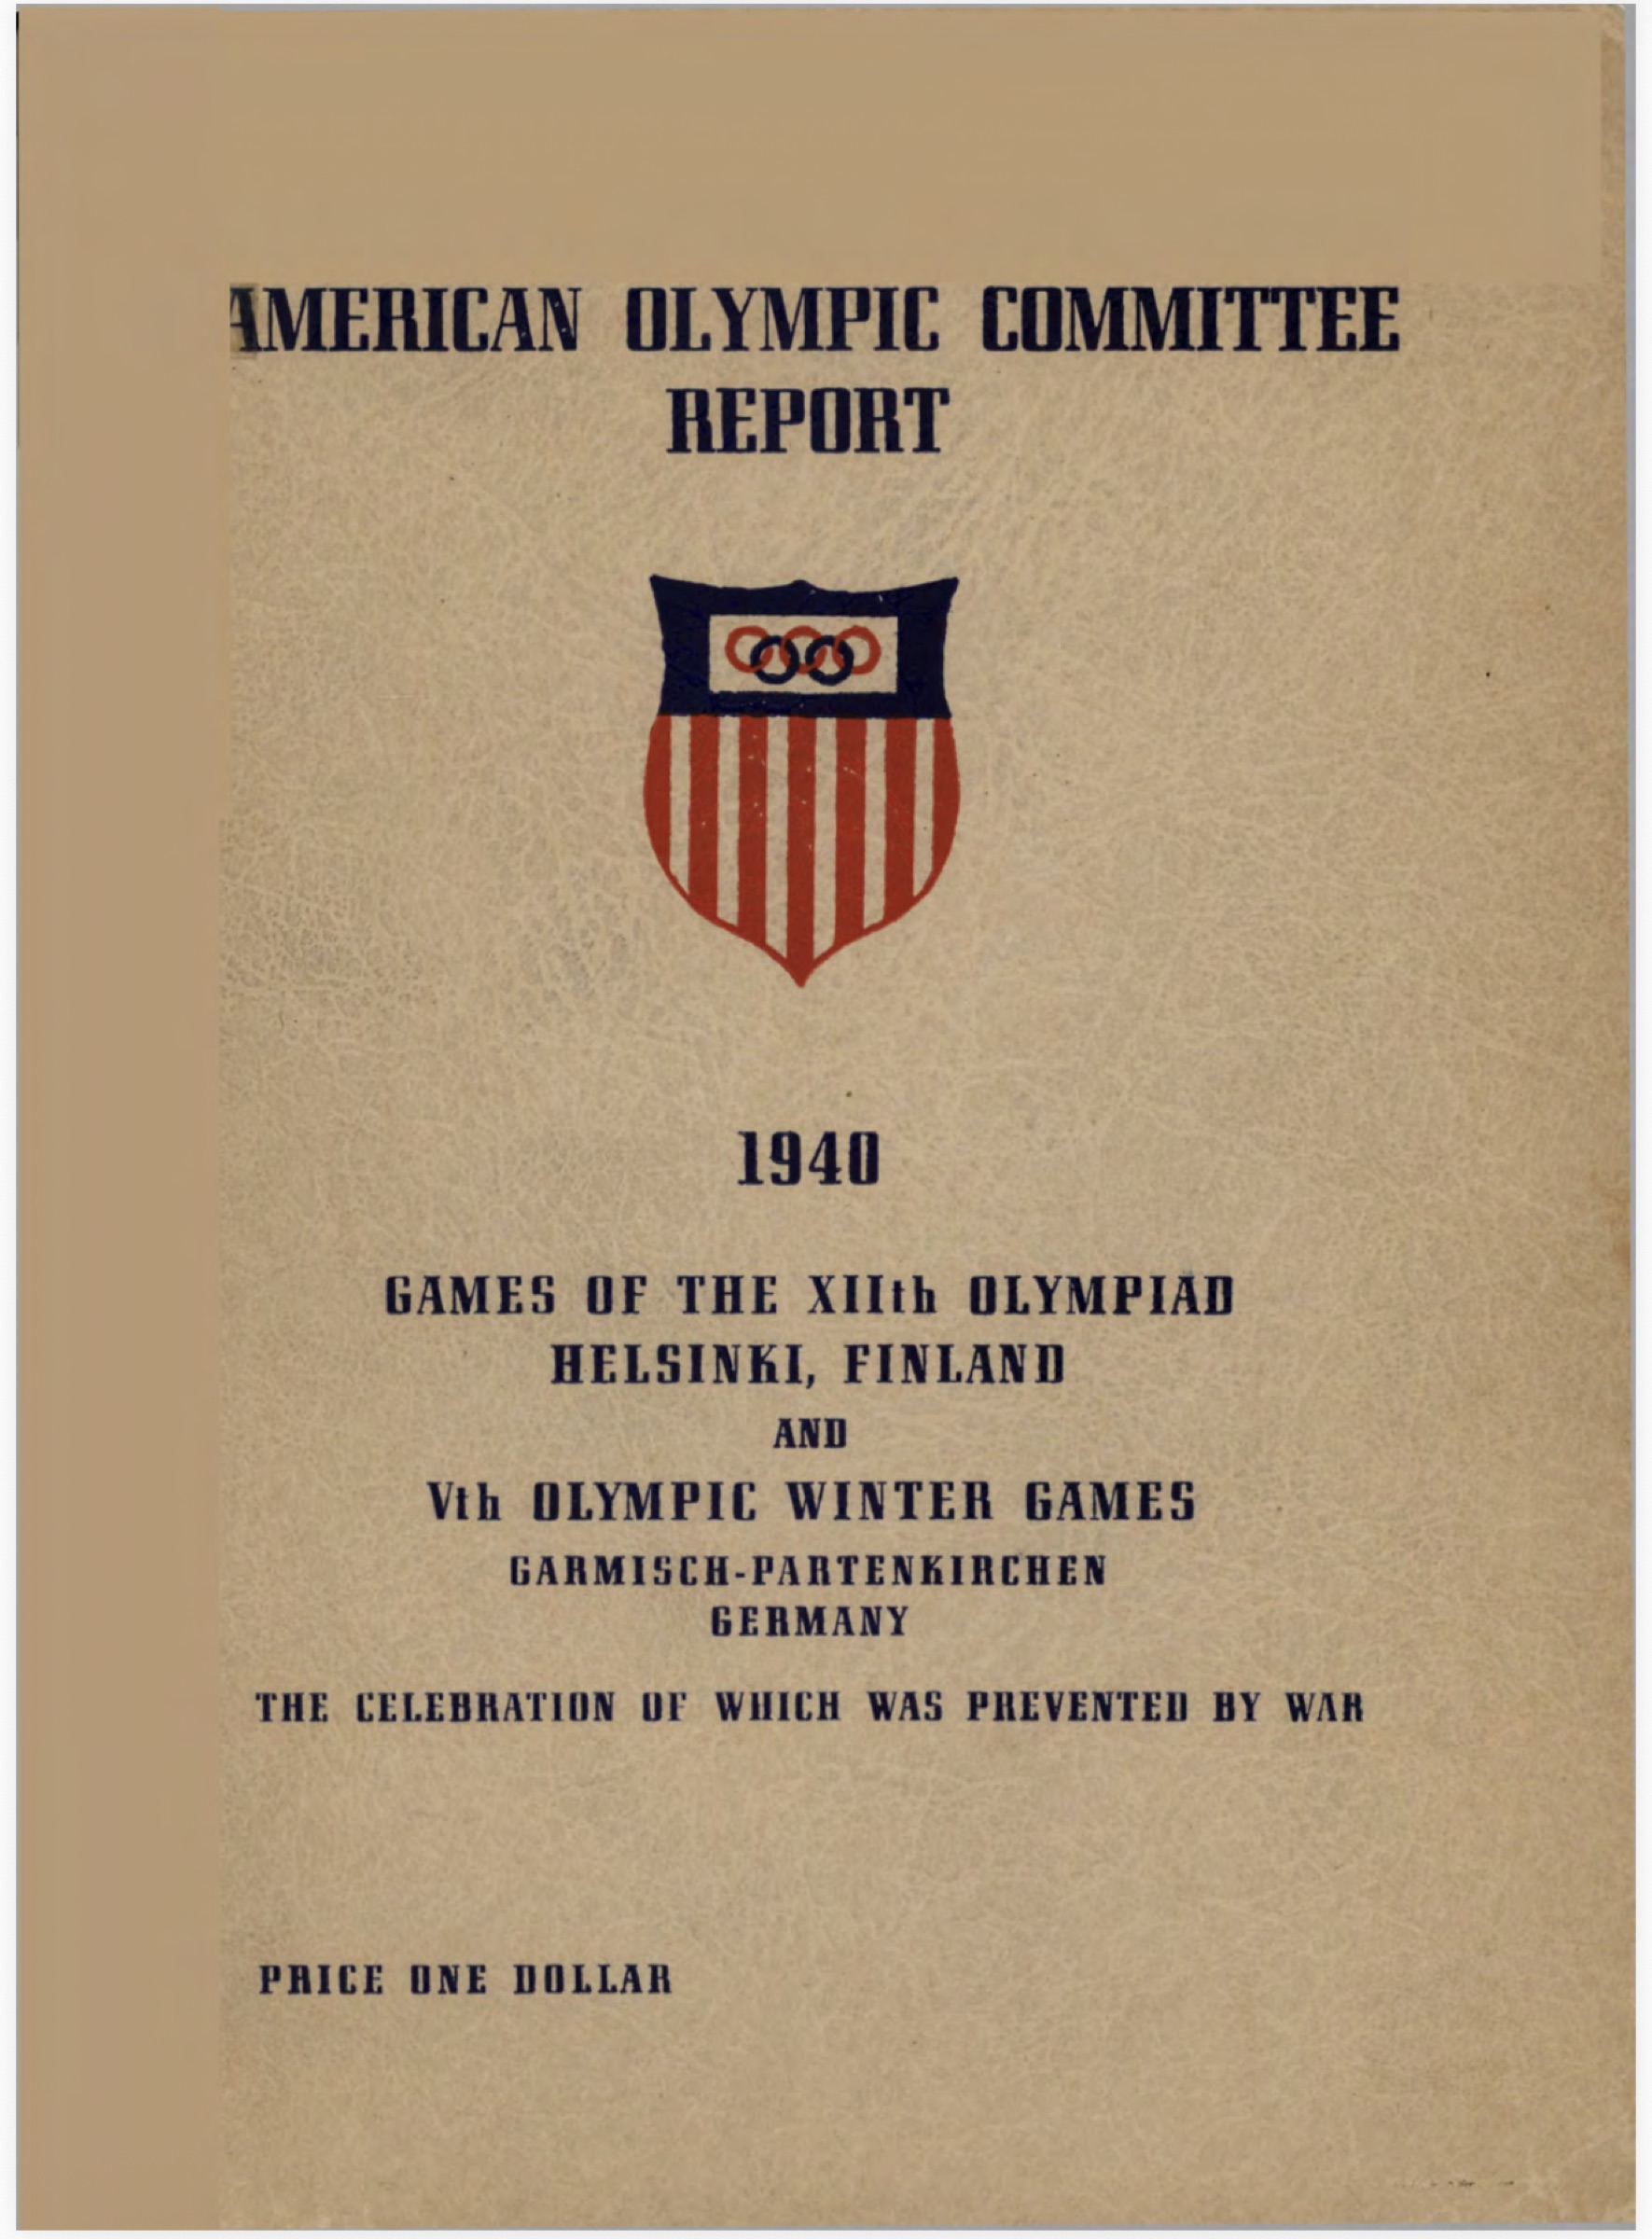 AMERICAN OLYMPIC COMMITTEE
REPORT
1940
GAMES OF THE XIIth OLYMPIAD
HELSINKI, FINLAND
AND
Vth OLYMPIC WINTER GAMES
GARMISCH-PARTENKIRCHEN
GERMANY
THE CELEBRATION OF WHICH WAS PREVENTED BY WAR
PRICE ONE DOLLAR